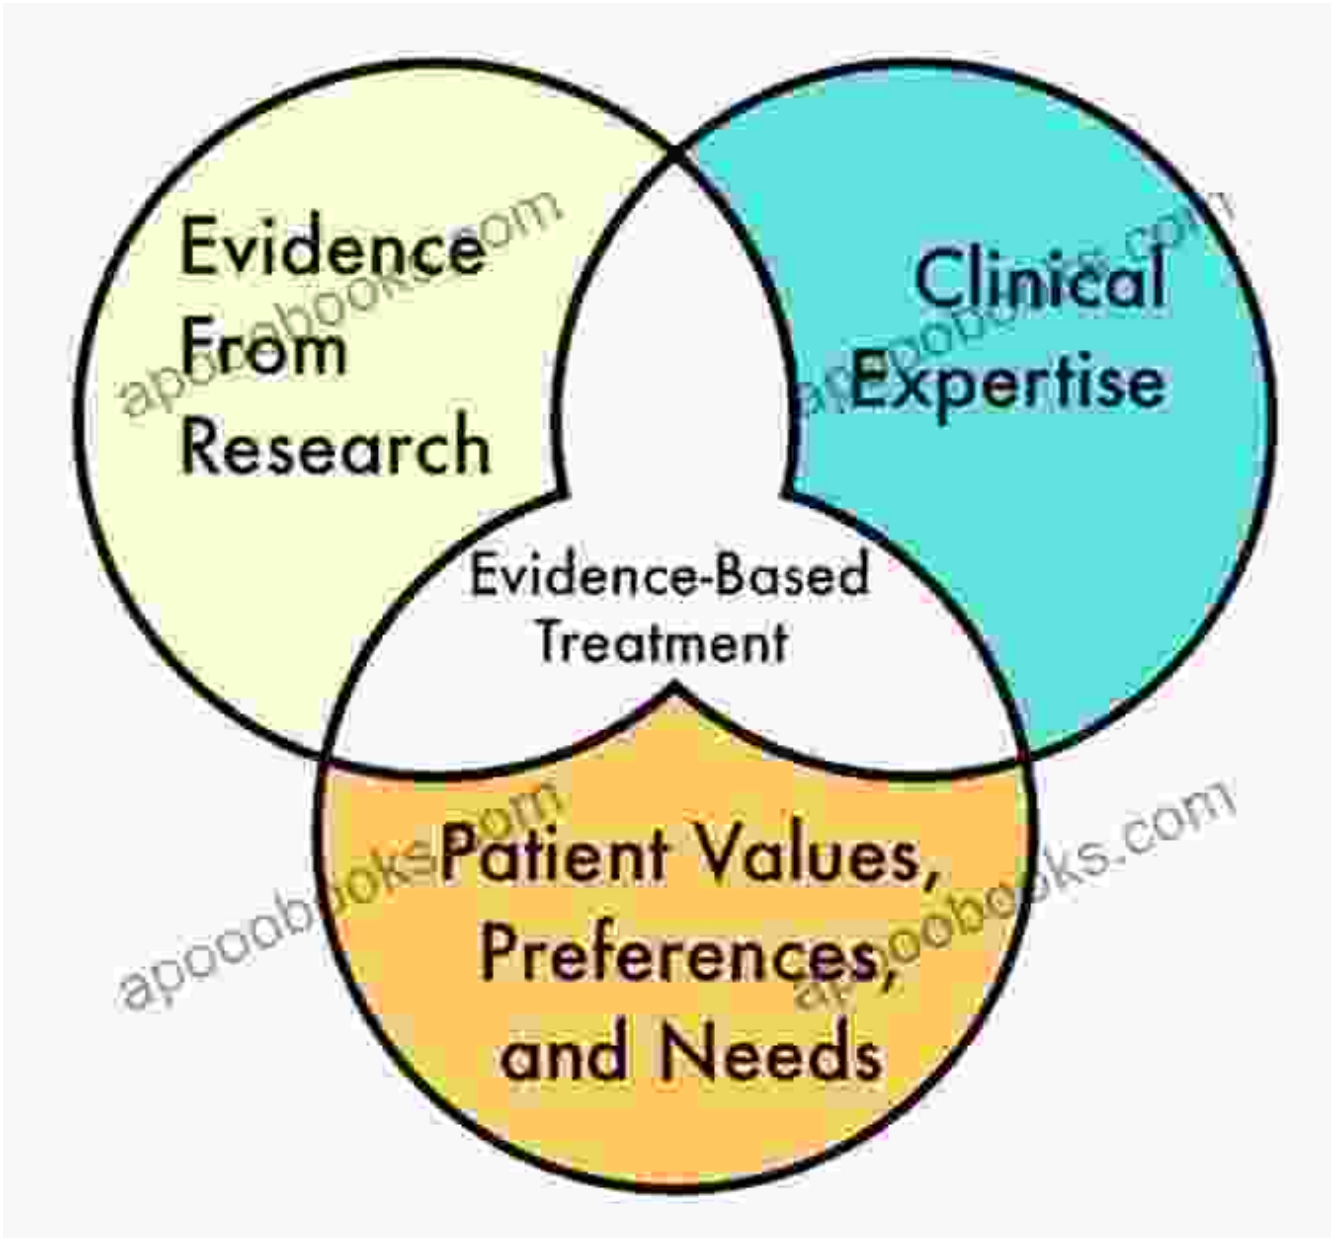 Evidence
From
Research
Clinical
Expertise
Evidence-Based
Treatment
Patient Values,
Preferences,
and Needs
apooobooks.com
apooobooks.com
apooobooks.com
apooobooks.com